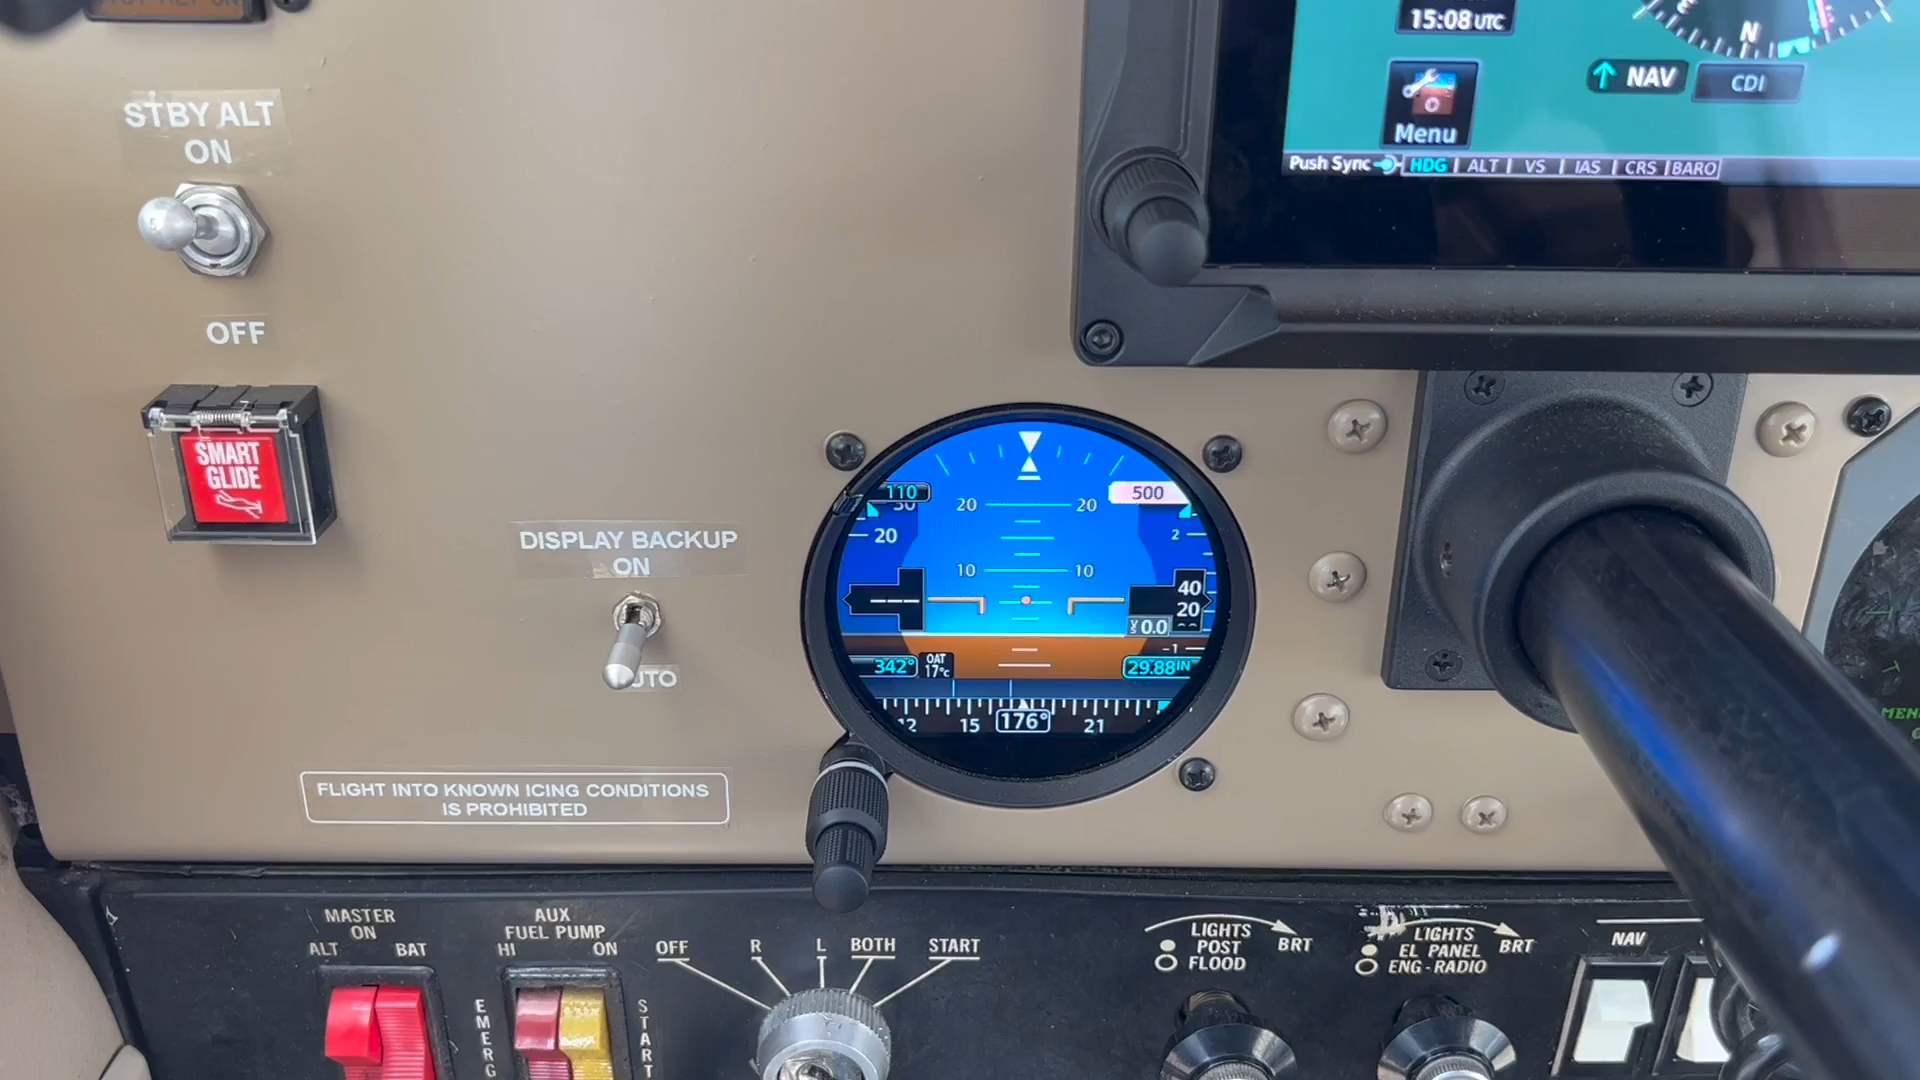 STBY ALT
ON
OFF
SMART
GLIDE
DISPLAY BACKUP
ON
FLIGHT INTO KNOWN ICING CONDITIONS
IS PROHIBITED
15:08 UTC
NAV
CDI
N
E
Menu
Push Sync HDG | ALT | VS | IAS | CRS | BARO
110
500
20 20
20
2
10 10
40
20
0.0
-1
342°
OAT
17°c
29.88IN
12 15 176° 21
MASTER
ON
ALT BAT
AUX
FUEL PUMP
HI ON
EMERG
START
OFF R L BOTH START
LIGHTS
POST
FLOOD
BRT
LIGHTS
EL PANEL
ENG-RADIO
BRT
NAV